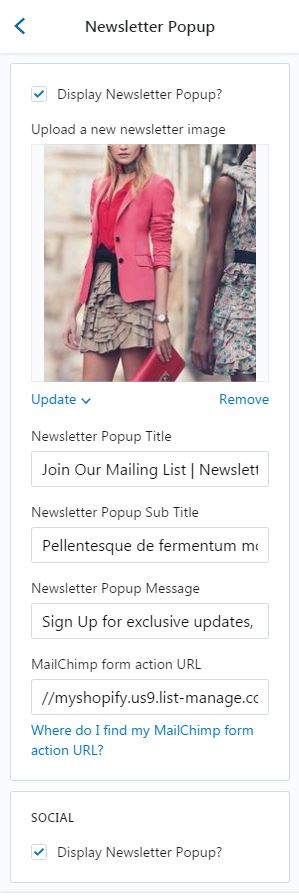 Newsletter Popup
Display Newsletter Popup?
Upload a new newsletter image
Update Remove
Newsletter Popup Title
Join Our Mailing List | Newslett
Newsletter Popup Sub Title
Pellentesque de fermentum mo
Newsletter Popup Message
Sign Up for exclusive updates,
MailChimp form action URL
//myshopify.us9.list-manage.co
Where do I find my MailChimp form
action URL?
SOCIAL
Display Newsletter Popup?